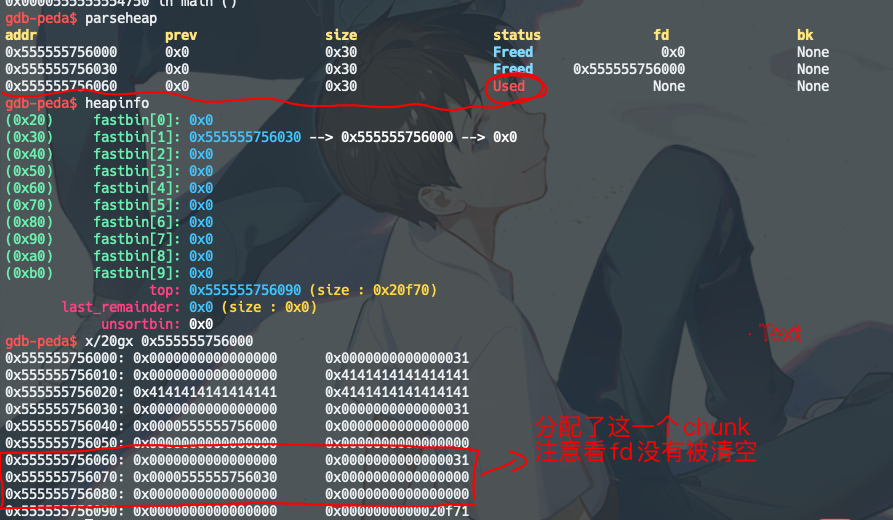 0x0000555555554750 in main ()
gdb-peda$ parseheap
addr prev size status fd bk
0x555555756000 0x0 0x30 Freed 0x0 None
0x555555756030 0x0 0x30 Freed 0x555555756000 None
0x555555756060 0x0 0x30 Used None None
gdb-peda$ heapinfo
(0x20) fastbin[0]: 0x0
(0x30) fastbin[1]: 0x555555756030 --> 0x555555756000 --> 0x0
(0x40) fastbin[2]: 0x0
(0x50) fastbin[3]: 0x0
(0x60) fastbin[4]: 0x0
(0x70) fastbin[5]: 0x0
(0x80) fastbin[6]: 0x0
(0x90) fastbin[7]: 0x0
(0xa0) fastbin[8]: 0x0
(0xb0) fastbin[9]: 0x0
top: 0x555555756090 (size : 0x20f70)
last_remainder: 0x0 (size : 0x0)
unsortbin: 0x0
gdb-peda$ x/20gx 0x555555756000
0x555555756000: 0x0000000000000000 0x0000000000000031
0x555555756010: 0x0000000000000000 0x4141414141414141
0x555555756020: 0x4141414141414141 0x4141414141414141
0x555555756030: 0x0000000000000000 0x0000000000000031
0x555555756040: 0x0000555555756000 0x0000000000000000
0x555555756050: 0x0000000000000000 0x0000000000000000
0x555555756060: 0x0000000000000000 0x0000000000000031
0x555555756070: 0x0000555555756030 0x0000000000000000
0x555555756080: 0x0000000000000000 0x0000000000000000
0x555555756090: 0x0000000000000000 0x0000000000020f71
分配了这一个chunk
注意看fd没有被清空